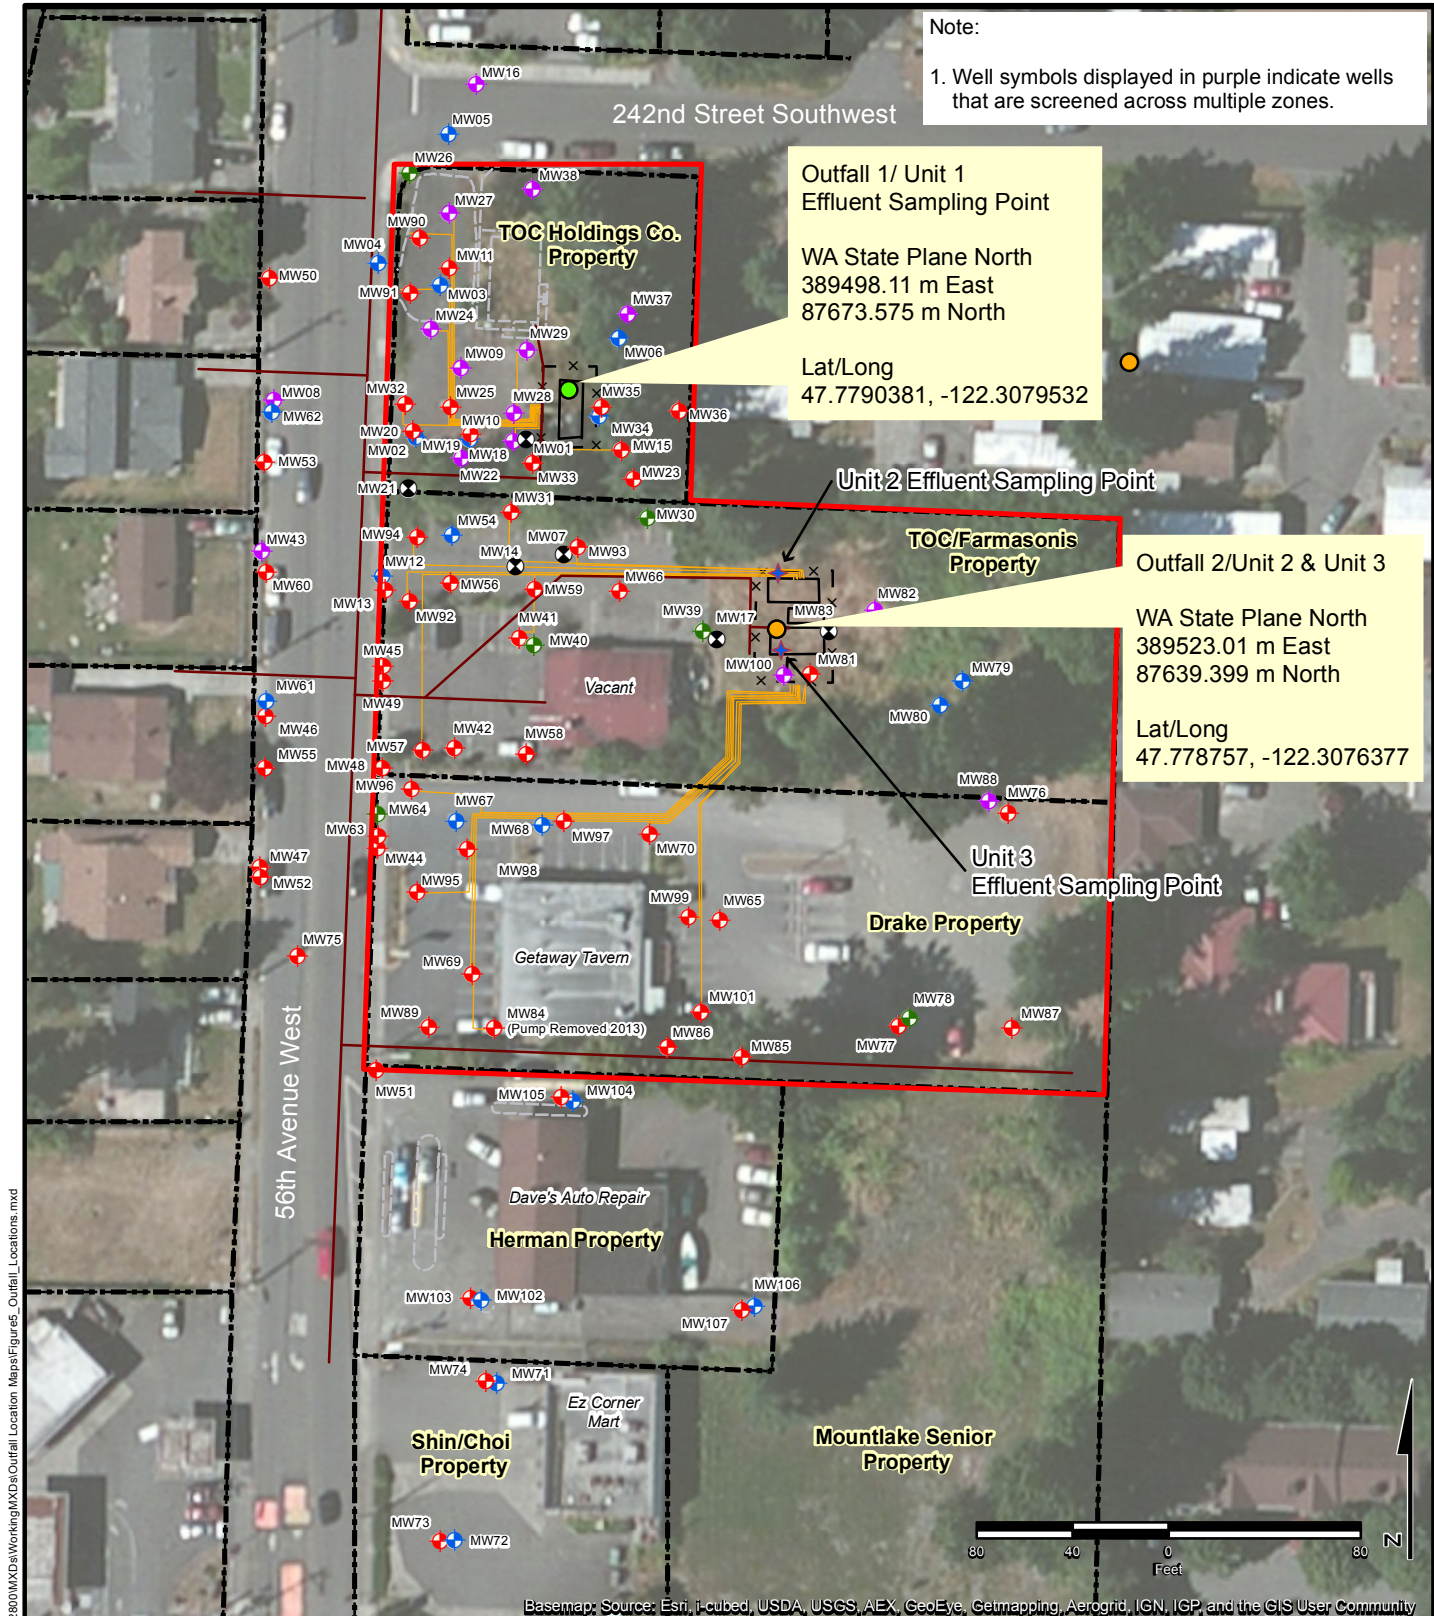 Note:
1. Well symbols displayed in purple indicate wells
that are screened across multiple zones.
MW16
242nd Street Southwest
MW05
MW26
MW38
Outfall 1/ Unit 1
Effluent Sampling Point
WA State Plane North
389498.11 m East
87673.575 m North
Lat/Long
47.7790381, -122.3079532
MW27
MW90
TOC Holdings Co.
Property
MW04
MW11
MW50
MW03
MW91
MW37
MW24
MW29
MW06
MW09
MW08
MW32
MW25
MW28
MW35
MW36
MW62
MW10
MW34
MW20
MW19
MW01
MW15
MW02
MW18
MW53
MW22
MW33
MW23
MW21
Unit 2 Effluent Sampling Point
MW31
MW30
MW54
MW94
MW07
MW93
MW14
TOC/Farmasonis
Property
MW43
MW12
MW60
MW56
MW66
MW59
MW13
MW92
Outfall 2/Unit 2 & Unit 3
WA State Plane North
389523.01 m East
87639.399 m North
Lat/Long
47.778757, -122.3076377
MW82
MW83
MW39
MW17
MW41
MW40
MW45
MW100
MW81
MW79
MW61
Vacant
MW49
MW80
MW46
MW42
MW57
MW58
MW55
MW48
MW96
MW88
MW76
MW64
MW67
MW63
MW68
MW97
MW70
MW44
Unit 3
Effluent Sampling Point
MW47
MW98
MW52
MW95
MW99
MW65
Drake Property
MW75
Getaway Tavern
MW69
MW101
MW78
MW89
MW84
(Pump Removed 2013)
MW87
MW86
MW77
MW85
MW51
MW105
MW104
56th Avenue West
Dave's Auto Repair
Herman Property
MW106
MW103
MW102
MW107
MW74
MW71
Ez Corner
Mart
Shin/Choi
Property
Mountlake Senior
Property
MW73
MW72
80
40
0
80
Feet
N
2800\MXDs\WorkingMXDs\Outfall Location Maps\Figure5_Outfall_Locations.mxd
Basemap: Source: Esri, i-cubed, USDA, USGS, AEX, GeoEye, Getmapping, Aerogrid, IGN, IGP, and the GIS User Community